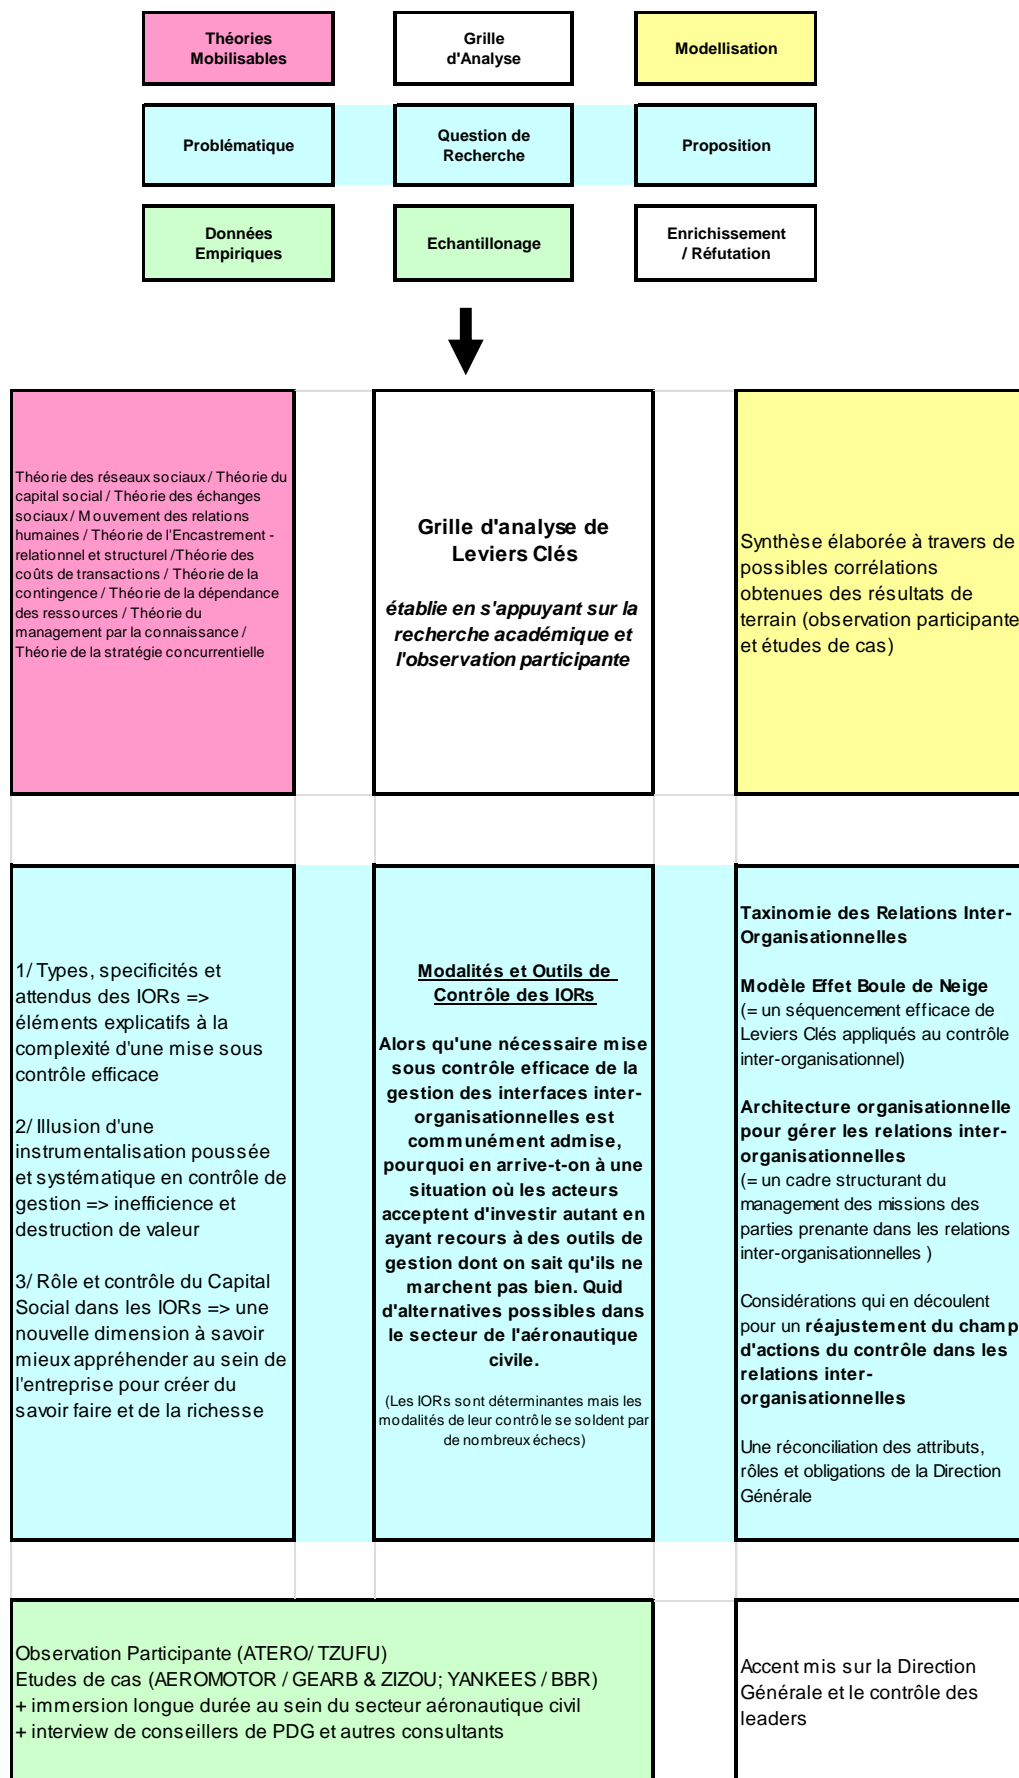 Théories
Mobilisables
Grille
d'Analyse
Modellisation
Problématique
Question de
Recherche
Proposition
Données
Empiriques
Echantillonage
Enrichissement
/ Réfutation
Théorie des réseaux sociaux / Théorie du
capital social / Théorie des échanges
sociaux / Mouvement des relations
humaines / Théorie de l'Encastrement -
relationnel et structurel /Théorie des
coûts de transactions / Théorie de la
contingence / Théorie de la dépendance
des ressources / Théorie du
management par la connaissance /
Théorie de la stratégie concurrentielle
Grille d'analyse de
Leviers Clés
établie en s'appuyant sur la
recherche académique et
l'observation participante
Synthèse élaborée à travers de
possibles corrélations
obtenues des résultats de
terrain (observation participante
et études de cas)
1/ Types, specificités et
attendus des IORs =>
éléments explicatifs à la
complexité d'une mise sous
contrôle efficace
2/ Illusion d'une
instrumentalisation poussée
et systématique en contrôle de
gestion => inefficience et
destruction de valeur
3/ Rôle et contrôle du Capital
Social dans les IORs => une
nouvelle dimension à savoir
mieux appréhender au sein de
l'entreprise pour créer du
savoir faire et de la richesse
Modalités et Outils de
Contrôle des IORs
Alors qu'une nécessaire mise
sous contrôle efficace de la
gestion des interfaces inter-
organisationnelles est
communément admise,
pourquoi en arrive-t-on à une
situation où les acteurs
acceptent d'investir autant en
ayant recours à des outils de
gestion dont on sait qu'ils ne
marchent pas bien. Quid
d'alternatives possibles dans
le secteur de l'aéronautique
civile.
(Les IORs sont déterminantes mais les
modalités de leur contrôle se soldent par
de nombreux échecs)
Taxinomie des Relations Inter-
Organisationnelles
Modèle Effet Boule de Neige
(= un séquencement efficace de
Leviers Clés appliqués au contrôle
inter-organisationnel)
Architecture organisationnelle
pour gérer les relations inter-
organisationnelles
(= un cadre structurant du
management des missions des
parties prenante dans les relations
inter-organisationnelles )
Considérations qui en découlent
pour un réajustement du champ
d'actions du contrôle dans les
relations inter-
organisationnelles
Une réconciliation des attributs,
rôles et obligations de la Direction
Générale
Observation Participante (ATERO/ TZUFU)
Etudes de cas (AEROMOTOR / GEARB & ZIZOU; YANKEES / BBR)
+ immersion longue durée au sein du secteur aéronautique civil
+ interview de conseillers de PDG et autres consultants
Accent mis sur la Direction
Générale et le contrôle des
leaders